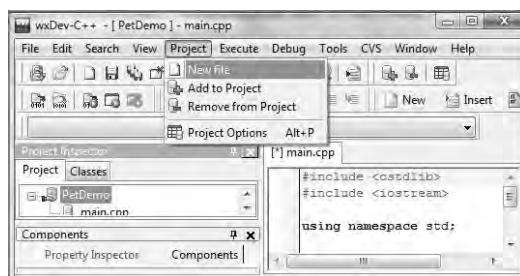 wxDev-C++ - [ PetDemo ] - main.cpp
File Edit Search View Project Execute Debug Tools CVS Window Help
New File
Add to Project
Remove from Project
Project Options Alt+P
New Insert
Project Inspector
[*] main.cpp
Project Classes
PetDemo
main.cpp
#include <cstdlib>
#include <iostream>
using namespace std;
Components
Property Inspector Components